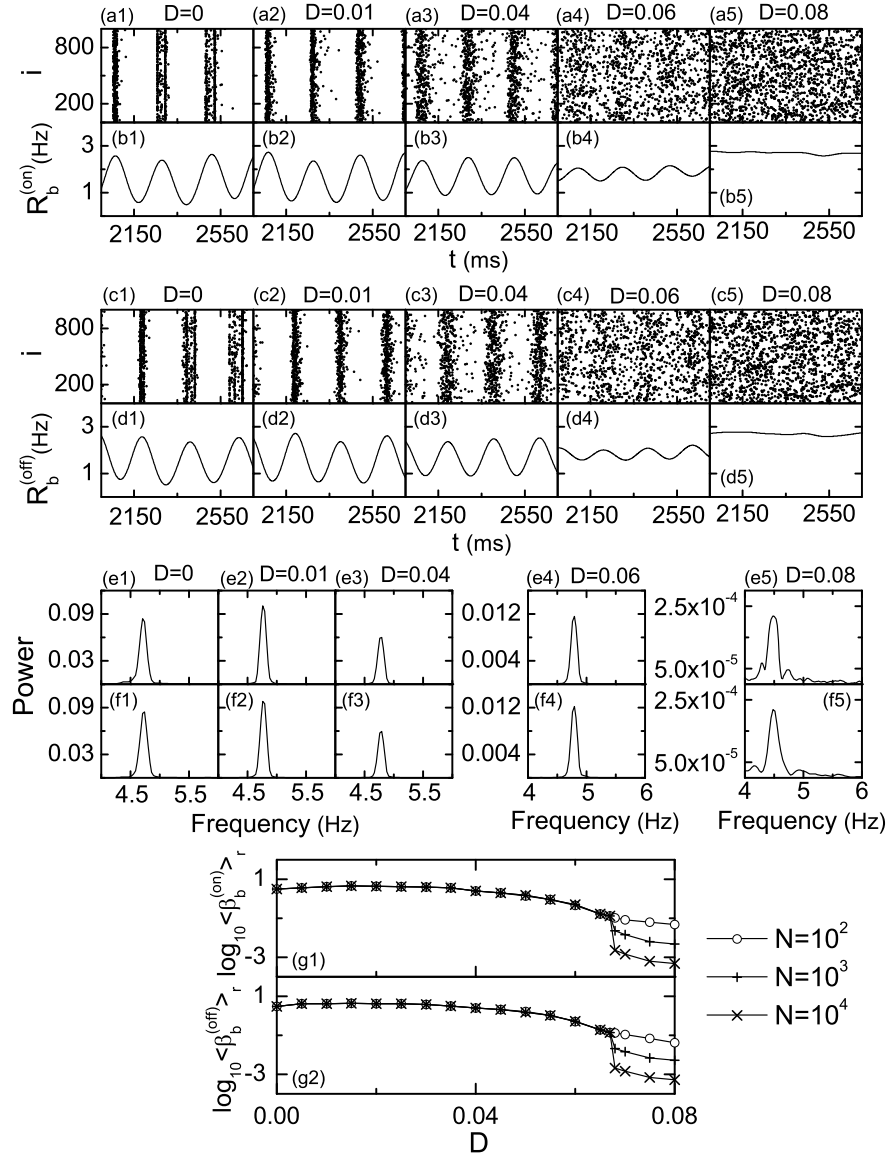 (a1) D=0 (a2) D=0.01 (a3) D=0.04 (a4) D=0.06 (a5) D=0.08
800
i
200
(b1) (b2) (b3) (b4) (b5)
3
R_b^(on)(Hz)
1
2150 2550 2150 2550 2150 2550 2150 2550 2150 2550
t (ms)
(c1) D=0 (c2) D=0.01 (c3) D=0.04 (c4) D=0.06 (c5) D=0.08
800
i
200
(d1) (d2) (d3) (d4) (d5)
3
R_b^(off)(Hz)
1
2150 2550 2150 2550 2150 2550 2150 2550 2150 2550
t (ms)
(e1) D=0 (e2) D=0.01 (e3) D=0.04 (e4) D=0.06 (e5) D=0.08
0.09 0.012 2.5x10^-4
0.03 0.004 5.0x10^-5
Power
(f1) (f2) (f3) (f4) (f5)
0.09 0.012 2.5x10^-4
0.03 0.004 5.0x10^-5
4.5 5.5 4.5 5.5 4.5 5.5 4 5 6 4 5 6
Frequency (Hz) Frequency (Hz) Frequency (Hz)
1
log_10 <β_b^(on)>_r
-3
(g1)
1
log_10 <β_b^(off)>_r
-3
(g2)
0.00 0.04 0.08
D
N=10^2
N=10^3
N=10^4